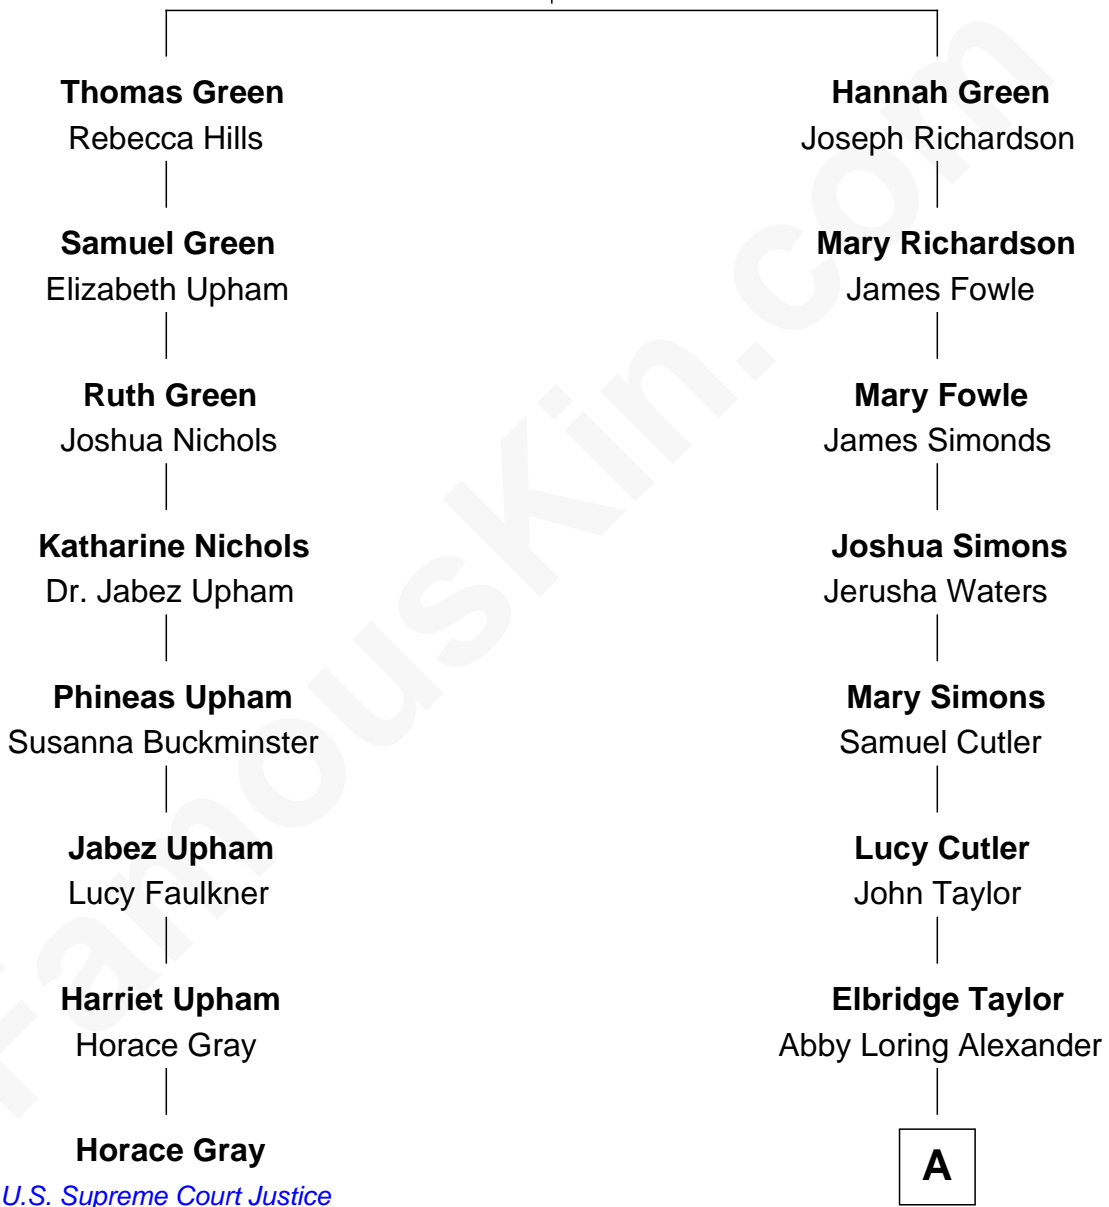 Thomas Green
Rebecca Hills
Samuel Green
Elizabeth Upham
Ruth Green
Joshua Nichols
Katharine Nichols
Dr. Jabez Upham
Phineas Upham
Susanna Buckminster
Jabez Upham
Lucy Faulkner
Harriet Upham
Horace Gray
Horace Gray
U.S. Supreme Court Justice
Hannah Green
Joseph Richardson
Mary Richardson
James Fowle
Mary Fowle
James Simonds
Joshua Simons
Jerusha Waters
Mary Simons
Samuel Cutler
Lucy Cutler
John Taylor
Elbridge Taylor
Abby Loring Alexander
A
FamousKin.com